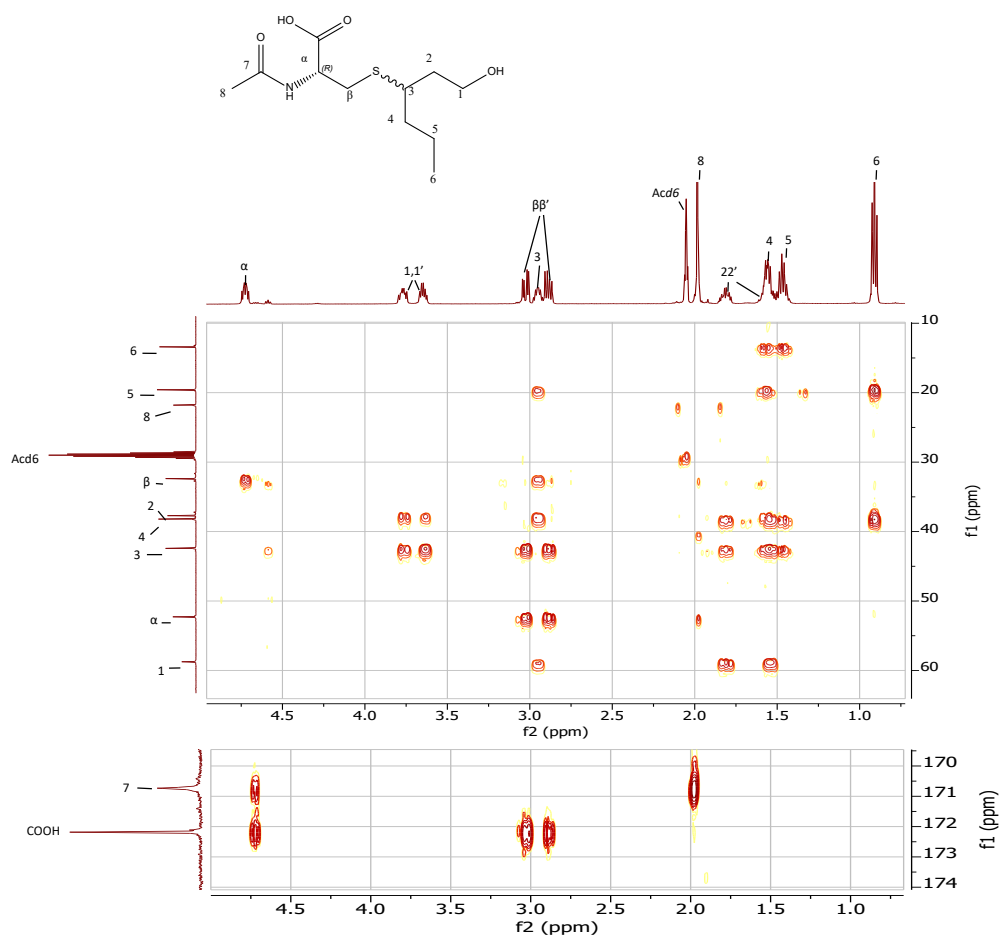 HO
O
O
α
2
7
(R)
S
OH
N
H
8
β
3
1
4
5
6
8
6
Acd6
ββ'
4
5
α
1,1'
3
22'
6
5
8
Acd6
β
2
4
3
α
1
10
20
30
40
50
60
f1 (ppm)
4.5 4.0 3.5 3.0 2.5 2.0 1.5 1.0
f2 (ppm)
7
COOH
170
171
172
173
174
f1 (ppm)
4.5 4.0 3.5 3.0 2.5 2.0 1.5 1.0
f2 (ppm)